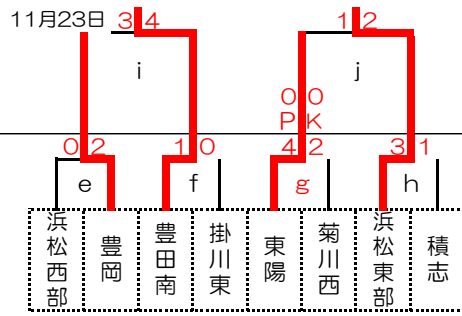 11月23日 3 4 1 2
i j
0 0
P K
0 2 1 0 4 2 3 1
e f g h
浜松西部 豊岡 豊田南 掛川東 東陽 菊川西 浜松東部 積志